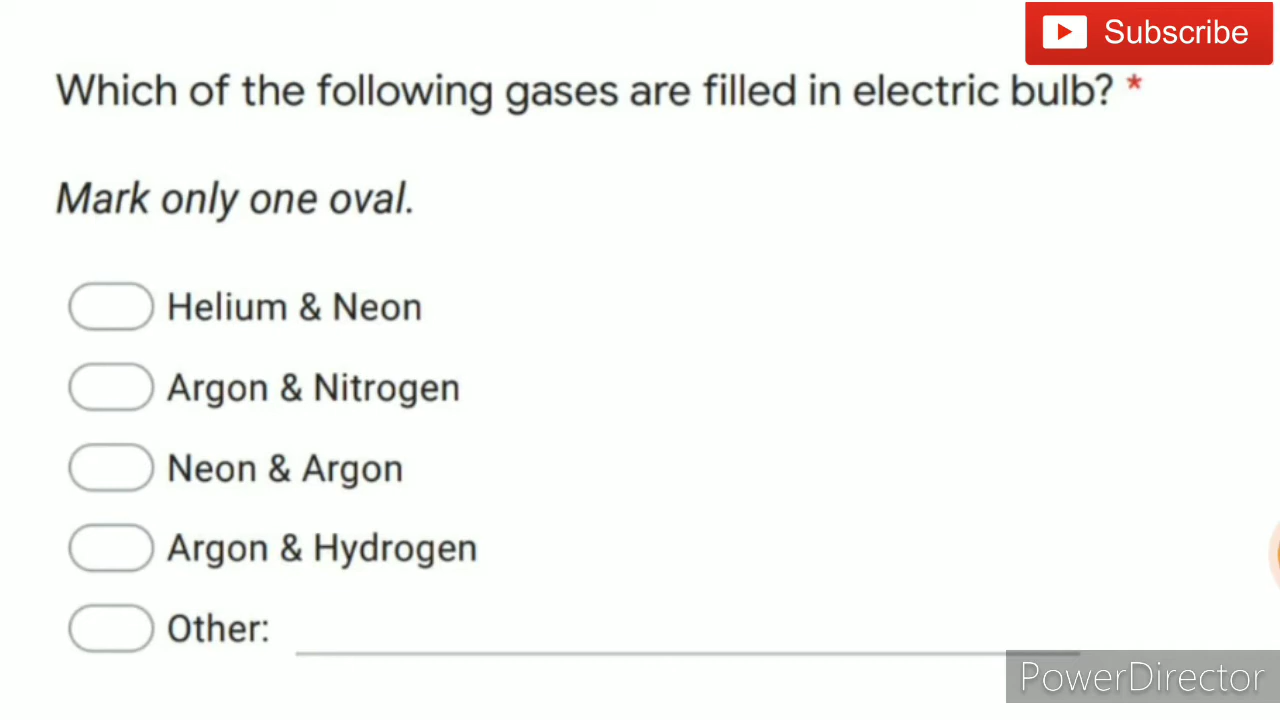 Subscribe
Which of the following gases are filled in electric bulb? *
Mark only one oval.
Helium & Neon
Argon & Nitrogen
Neon & Argon
Argon & Hydrogen
Other:
PowerDirector